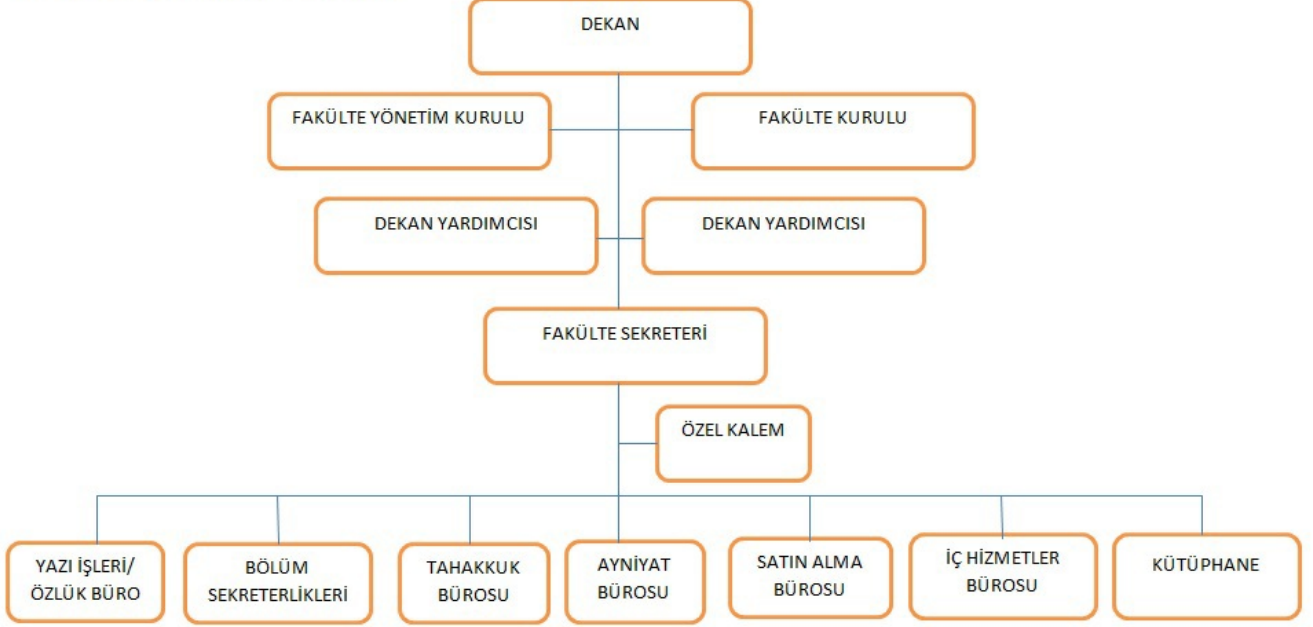 DEKAN
FAKÜLTE YÖNETİM KURULU
FAKÜLTE KURULU
DEKAN YARDIMCISI
DEKAN YARDIMCISI
FAKÜLTE SEKRETERİ
ÖZEL KALEM
YAZI İŞLERİ/
ÖZLÜK BÜRO
BÖLÜM
SEKRETERLİKLERİ
TAHAKKUK
BÜROSU
AYNİYAT
BÜROSU
SATIN ALMA
BÜROSU
İÇ HİZMETLER
BÜROSU
KÜTÜPHANE